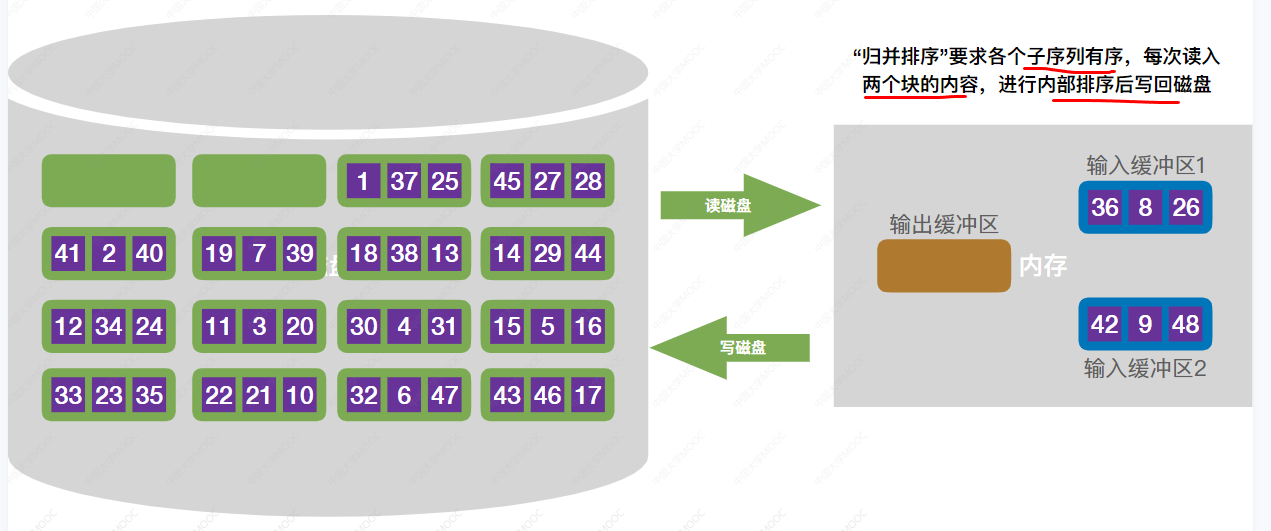 “归并排序”要求各个子序列有序，每次读入
两个块的内容，进行内部排序后写回磁盘
1 37 25 45 27 28
41 2 40 19 7 39 18 38 13 14 29 44
12 34 24 11 3 20 30 4 31 15 5 16
33 23 35 22 21 10 32 6 47 43 46 17
读磁盘
写磁盘
输出缓冲区
内存
输入缓冲区1
36 8 26
42 9 48
输入缓冲区2